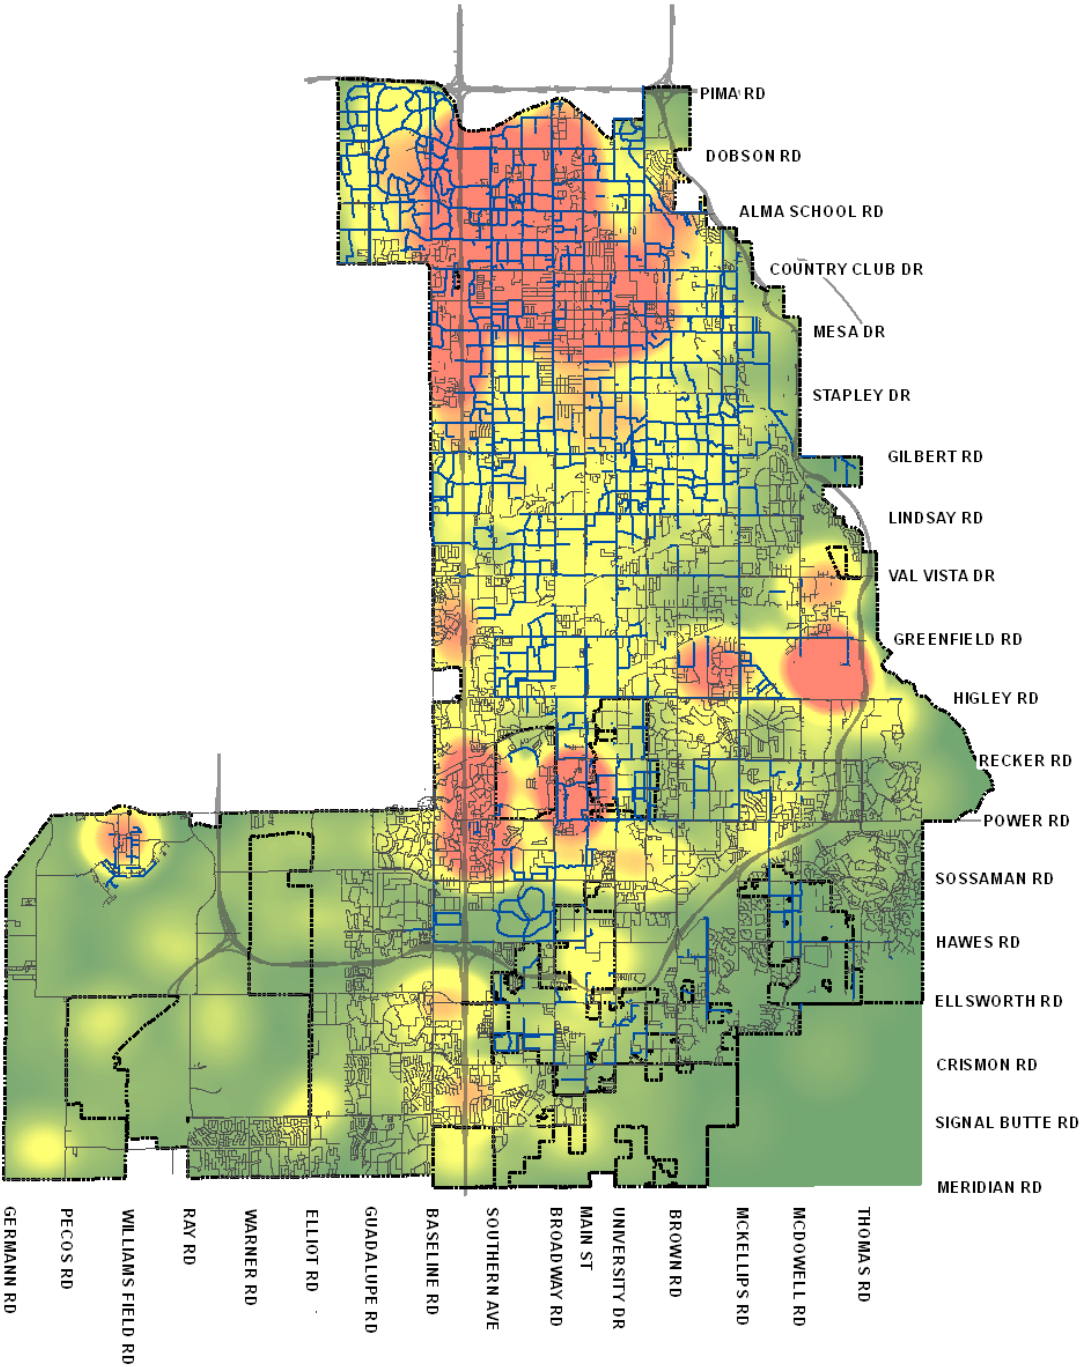 PIMA RD
DOBSON RD
ALMA SCHOOL RD
COUNTRY CLUB DR
MESA DR
STAPLEY DR
GILBERT RD
LINDSAY RD
VAL VISTA DR
GREENFIELD RD
HIGLEY RD
RECKER RD
POWER RD
SOSSAMAN RD
HAWES RD
ELLSWORTH RD
CRISMON RD
SIGNAL BUTTE RD
MERIDIAN RD
GERMANN RD
PECOS RD
WILLIAMS FIELD RD
RAY RD
WARNER RD
ELLIOT RD
GUADALUPE RD
BASELINE RD
SOUTHERN AVE
BROADWAY RD
MAIN ST
UNIVERSITY DR
BROWN RD
MCKELLIPS RD
MCDOWELL RD
THOMAS RD